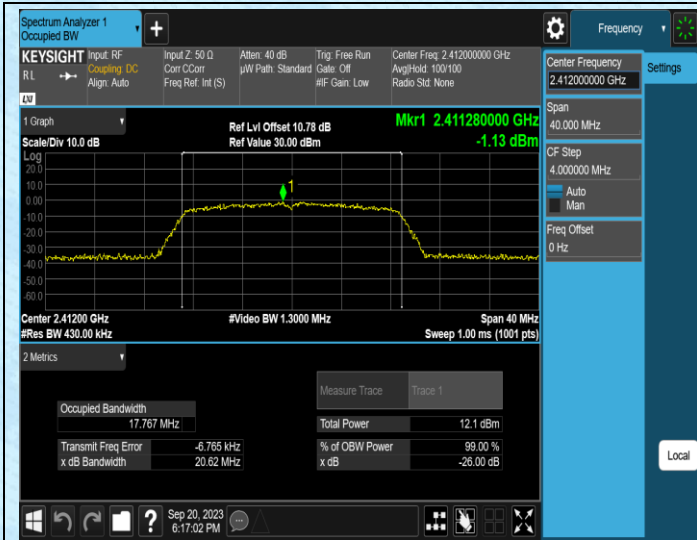 Spectrum Analyzer 1
Occupied BW
+
Frequency
KEYSIGHT
R L
LXI
Input: RF
Coupling: DC
Align: Auto
Input Z: 50 Ω
Corr CCorr
Freq Ref: Int (S)
Atten: 40 dB
µW Path: Standard
Trig: Free Run
Gate: Off
#IF Gain: Low
Center Freq: 2.412000000 GHz
Avg|Hold: 100/100
Radio Std: None
Center Frequency
2.412000000 GHz
Settings
Span
40.000 MHz
CF Step
4.000000 MHz
Auto
Man
Freq Offset
0 Hz
1 Graph
Scale/Div 10.0 dB
Ref Lvl Offset 10.78 dB
Ref Value 30.00 dBm
Mkr1 2.411280000 GHz
-1.13 dBm
Log
20.0
10.0
0.00
-10.0
-20.0
-30.0
-40.0
-50.0
-60.0
1
Center 2.41200 GHz
#Res BW 430.00 kHz
#Video BW 1.3000 MHz
Span 40 MHz
Sweep 1.00 ms (1001 pts)
2 Metrics
Measure Trace Trace 1
Occupied Bandwidth
17.767 MHz
Total Power 12.1 dBm
Transmit Freq Error -6.765 kHz
% of OBW Power 99.00 %
x dB Bandwidth 20.62 MHz
x dB -26.00 dB
Local
?
Sep 20, 2023
6:17:02 PM